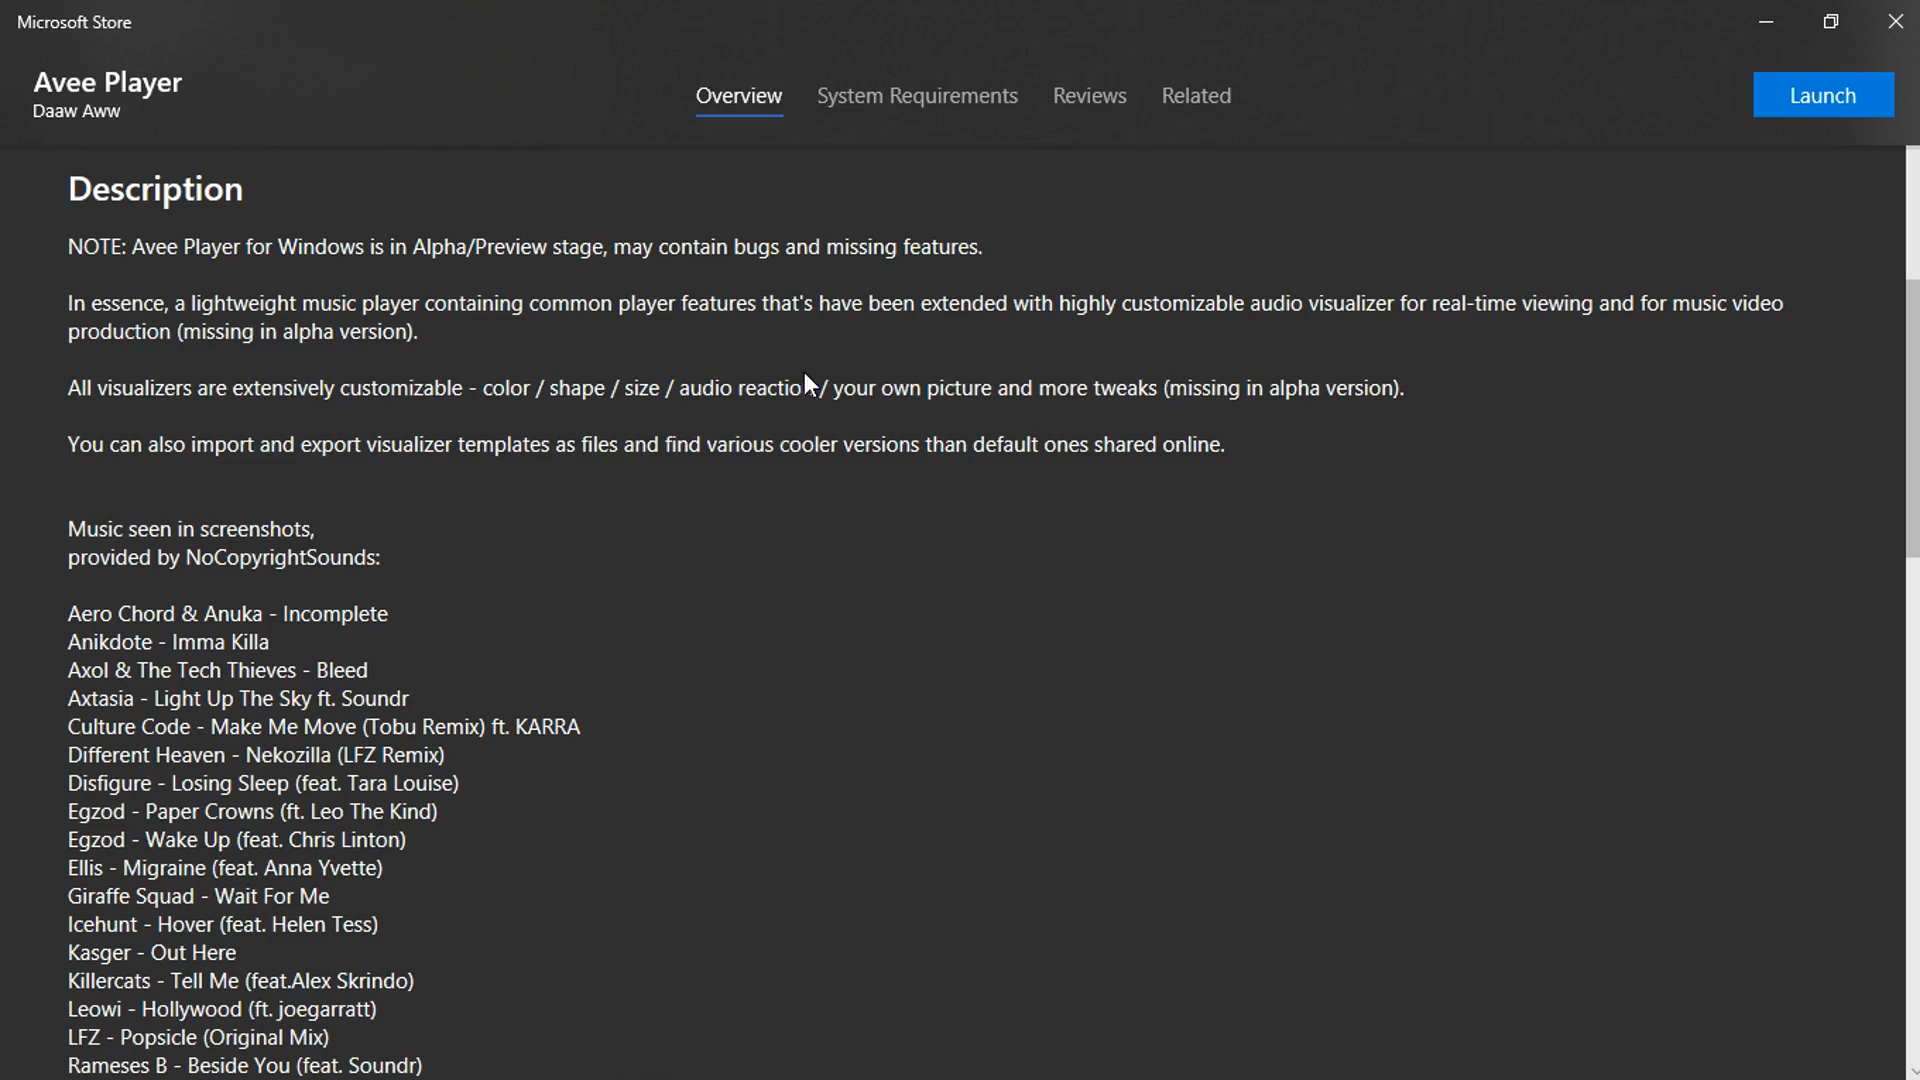 Microsoft Store
Avee Player
Daaw Aww
Overview
System Requirements
Reviews
Related
Launch
Description
NOTE: Avee Player for Windows is in Alpha/Preview stage, may contain bugs and missing features.
In essence, a lightweight music player containing common player features that's have been extended with highly customizable audio visualizer for real-time viewing and for music video
production (missing in alpha version).
All visualizers are extensively customizable - color / shape / size / audio reaction / your own picture and more tweaks (missing in alpha version).
You can also import and export visualizer templates as files and find various cooler versions than default ones shared online.
Music seen in screenshots,
provided by NoCopyrightSounds:
Aero Chord & Anuka - Incomplete
Anikdote - Imma Killa
Axol & The Tech Thieves - Bleed
Axtasia - Light Up The Sky ft. Soundr
Culture Code - Make Me Move (Tobu Remix) ft. KARRA
Different Heaven - Nekozilla (LFZ Remix)
Disfigure - Losing Sleep (feat. Tara Louise)
Egzod - Paper Crowns (ft. Leo The Kind)
Egzod - Wake Up (feat. Chris Linton)
Ellis - Migraine (feat. Anna Yvette)
Giraffe Squad - Wait For Me
Icehunt - Hover (feat. Helen Tess)
Kasger - Out Here
Killercats - Tell Me (feat.Alex Skrindo)
Leowi - Hollywood (ft. joegarratt)
LFZ - Popsicle (Original Mix)
Rameses B - Beside You (feat. Soundr)